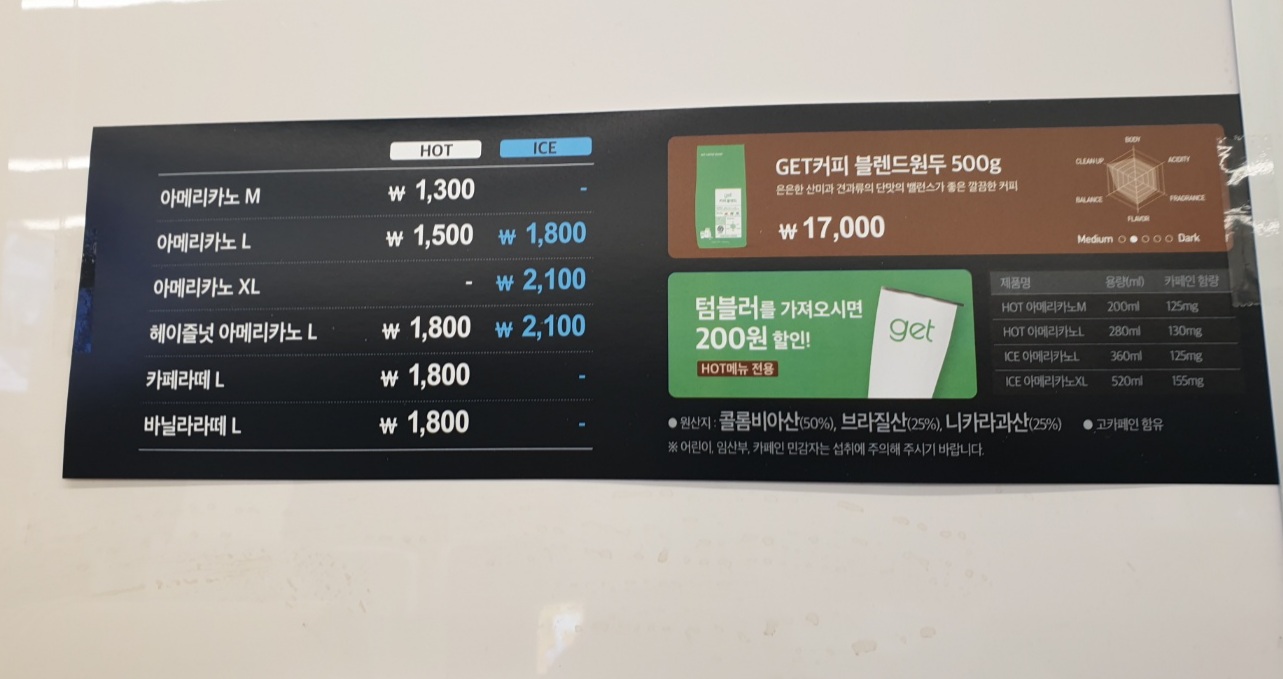 HOT ICE
아메리카노 M ₩ 1,300 -
아메리카노 L ₩ 1,500 ₩ 1,800
아메리카노 XL - ₩ 2,100
헤이즐넛 아메리카노 L ₩ 1,800 ₩ 2,100
카페라떼 L ₩ 1,800 -
바닐라라떼 L ₩ 1,800 -
GET커피 블렌드원두 500g
은은한 산미과 견과류의 단맛의 밸런스가 좋은 깔끔한 커피
₩ 17,000
BODY
CLEAN UP ACIDITY
BALANCE FRAGRANCE
FLAVOR
Medium ○ ● ○ ○ ○ Dark
텀블러를 가져오시면
200원 할인!
HOT메뉴 전용
get
제품명 용량(ml) 카페인 함량
HOT 아메리카노M 200ml 125mg
HOT 아메리카노L 280ml 130mg
ICE 아메리카노L 360ml 125mg
ICE 아메리카노XL 520ml 155mg
● 원산지 : 콜롬비아산(50%), 브라질산(25%), 니카라과산(25%) ● 고카페인 함유
※ 어린이, 임산부, 카페인 민감자는 섭취에 주의해 주시기 바랍니다.